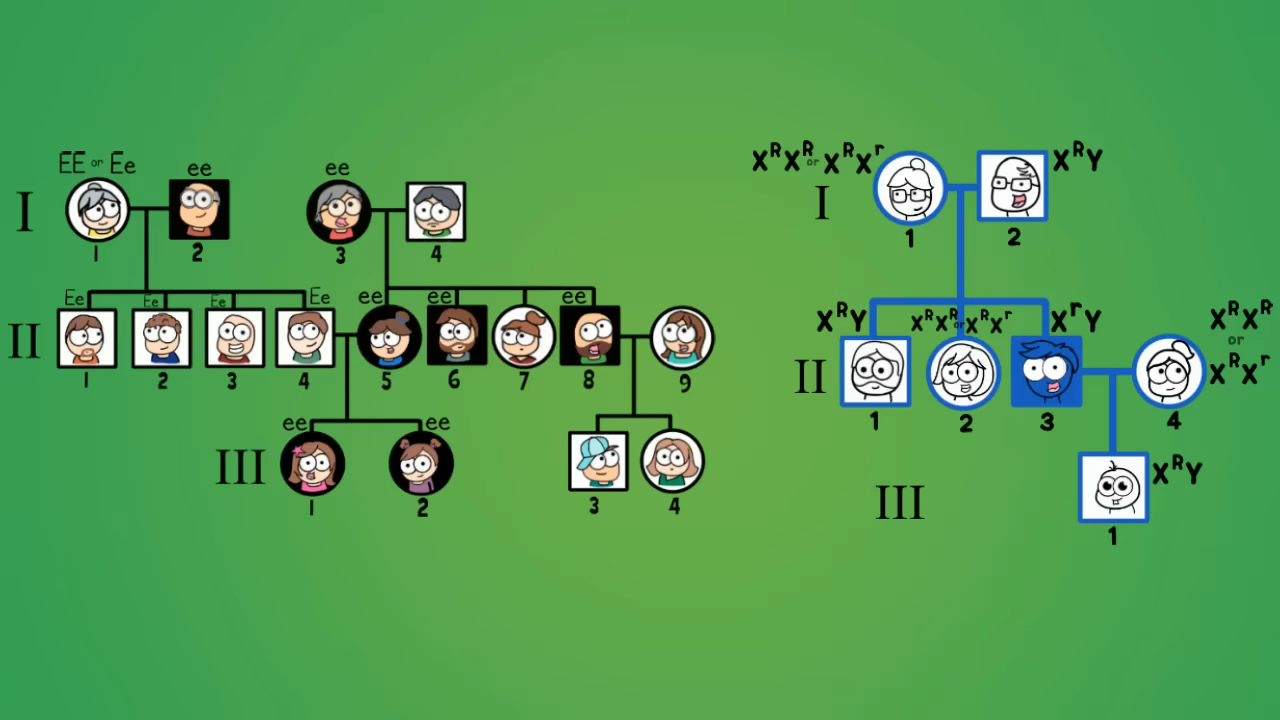 EE or Ee
ee
ee
I
1
2
3
4
Ee
Ee
Ee
Ee
ee
ee
ee
II
1
2
3
4
5
6
7
8
9
ee
ee
III
1
2
3
4
XᴿXᴿ or XᴿXʳ
XᴿY
I
1
2
XᴿY
XᴿXᴿ or XᴿXʳ
XʳY
XᴿXᴿ
or
XᴿXʳ
II
1
2
3
4
XᴿY
III
1